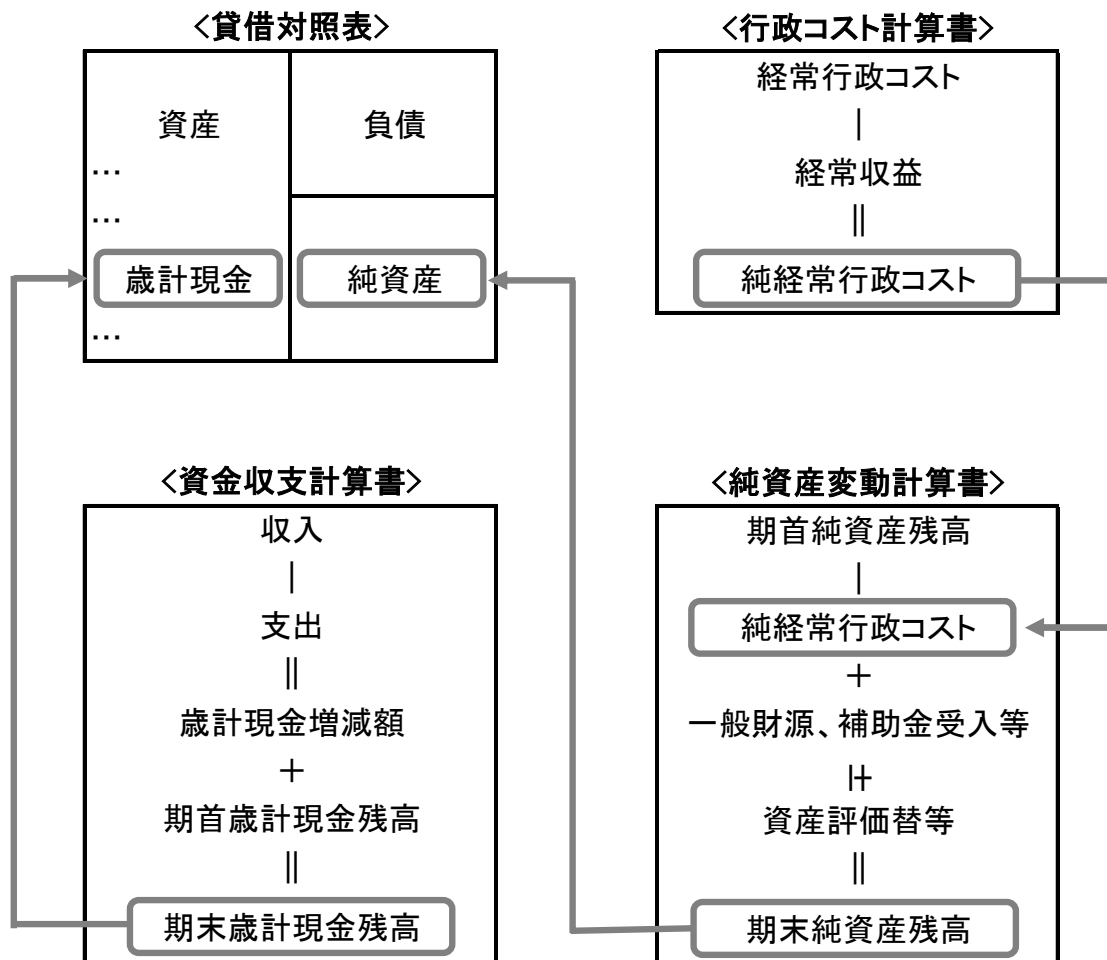 <貸借対照表>
資産
負債
…
…
歳計現金
純資産
…
<行政コスト計算書>
経常行政コスト
|
経常収益
||
純経常行政コスト
<資金収支計算書>
収入
|
支出
||
歳計現金増減額
＋
期首歳計現金残高
||
期末歳計現金残高
<純資産変動計算書>
期首純資産残高
|
純経常行政コスト
＋
一般財源、補助金受入等
|+
資産評価替等
||
期末純資産残高